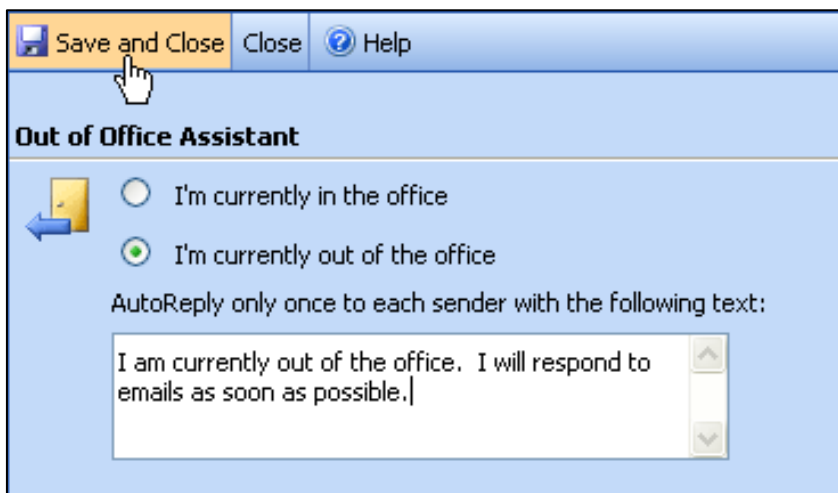 Save and Close Close Help
Out of Office Assistant
I'm currently in the office
I'm currently out of the office
AutoReply only once to each sender with the following text:
I am currently out of the office.  I will respond to
emails as soon as possible.